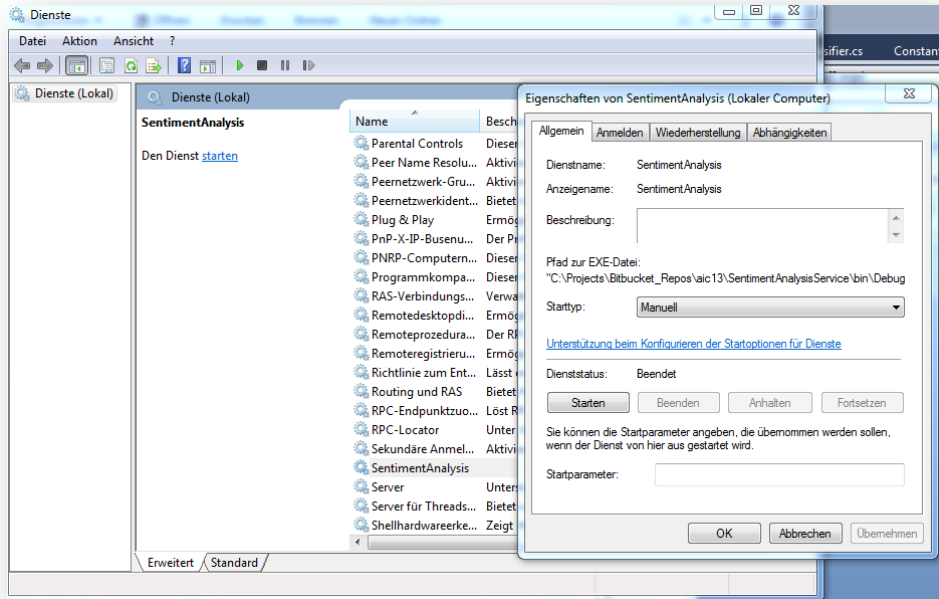 Dienste
Datei Aktion Ansicht ?
sifier.cs Constan
Dienste (Lokal)
Dienste (Lokal)
SentimentAnalysis
Den Dienst starten
Name Besch
Parental Controls Dieser
Peer Name Resolu... Aktivi
Peernetzwerk-Gru... Aktivi
Peernetzwerkident... Bietet
Plug & Play Ermög
PnP-X-IP-Busenu... Der Pn
PNRP-Computern... Dieser
Programmkompa... Dieser
RAS-Verbindungs... Verwa
Remotedesktopdi... Ermög
Remoteprozedura... Der RP
Remoteregistrieru... Ermög
Richtlinie zum Ent... Lässt
Routing und RAS Bietet
RPC-Endpunktzuo... Löst R
RPC-Locator Unter
Sekundäre Anmel... Aktivi
SentimentAnalysis
Server Unters
Server für Threads... Bietet
Shellhardwareerke... Zeigt
Erweitert Standard
Eigenschaften von SentimentAnalysis (Lokaler Computer)
Allgemein Anmelden Wiederherstellung Abhängigkeiten
Dienstname: SentimentAnalysis
Anzeigename: SentimentAnalysis
Beschreibung:
Pfad zur EXE-Datei:
"C:\Projects\Bitbucket_Repos\aic13\SentimentAnalysisService\bin\Debug
Starttyp: Manuell
Unterstützung beim Konfigurieren der Startoptionen für Dienste
Dienststatus: Beendet
Starten Beenden Anhalten Fortsetzen
Sie können die Startparameter angeben, die übernommen werden sollen,
wenn der Dienst von hier aus gestartet wird.
Startparameter:
OK Abbrechen Übernehmen